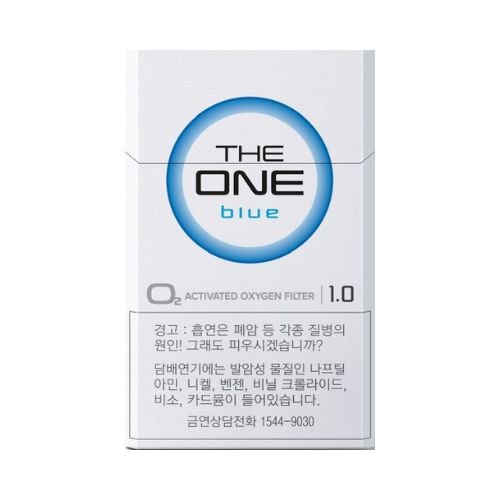 THE
ONE
blue
O2 ACTIVATED OXYGEN FILTER | 1.0
경고 : 흡연은 폐암 등 각종 질병의
원인! 그래도 피우시겠습니까?
담배연기에는 발암성 물질인 나프틸
아민, 니켈, 벤젠, 비닐 크롤라이드,
비소, 카드뮴이 들어있습니다.
금연상담전화 1544-9030